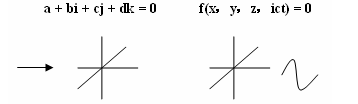 a + bi + cj + dk = 0 f(x, y, z, ict) = 0